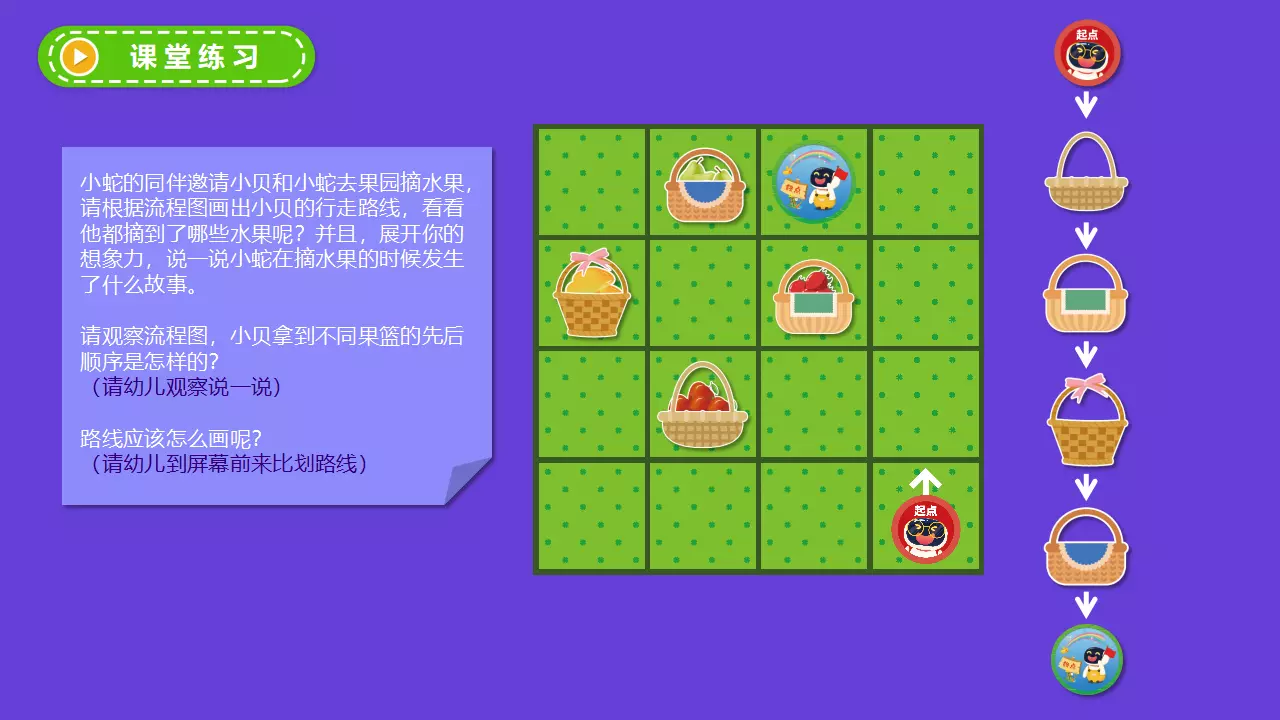 课堂练习
小蛇的同伴邀请小贝和小蛇去果园摘水果,
请根据流程图画出小贝的行走路线，看看
他都摘到了哪些水果呢？并且，展开你的
想象力，说一说小蛇在摘水果的时候发生
了什么故事。
请观察流程图，小贝拿到不同果篮的先后
顺序是怎样的?
（请幼儿观察说一说）
路线应该怎么画呢?
（请幼儿到屏幕前来比划路线）
终点
起点
起点
终点